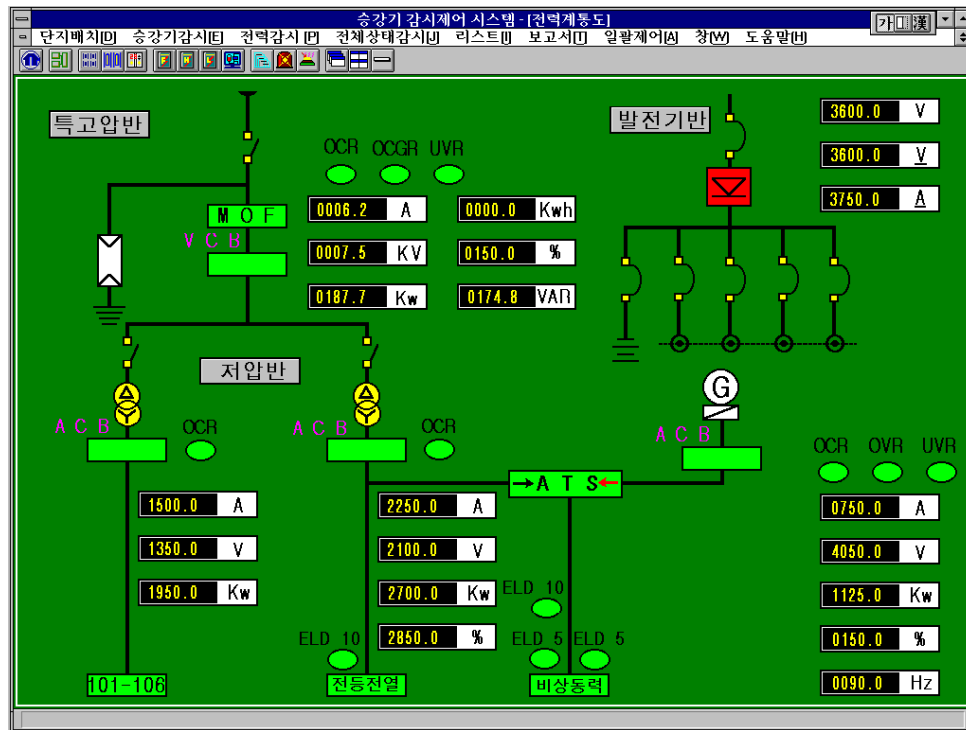 승강기 감시제어 시스템 - [전력계통도]
가 漢
단지배치[D] 승강기감시[E] 전력감시 [P] 전체상태감시[J] 리스트[I] 보고서[T] 일괄제어[A] 창[W] 도움말[H]
특고압반
발전기반
3600.0 V
3600.0 V
3750.0 A
OCR OCGR UVR
M O F
0006.2 A
0000.0 Kwh
V C B
0007.5 KV
0150.0 %
0187.7 Kw
0174.8 VAR
저압반
G
A C B
OCR
A C B
OCR
A C B
OCR OVR UVR
→A T S←
1500.0 A
2250.0 A
0750.0 A
1350.0 V
2100.0 V
4050.0 V
1950.0 Kw
2700.0 Kw
ELD 10
1125.0 Kw
ELD 10
2850.0 %
ELD 5 ELD 5
0150.0 %
101-106
전등전열
비상동력
0090.0 Hz